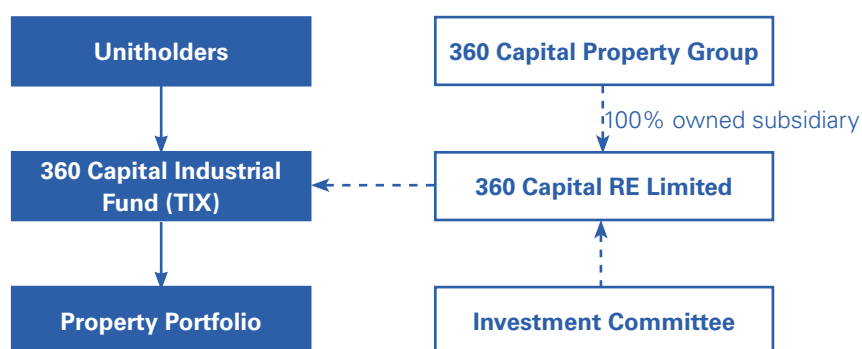 Unitholders
360 Capital Property Group
100% owned subsidiary
360 Capital Industrial
Fund (TIX)
360 Capital RE Limited
Property Portfolio
Investment Committee